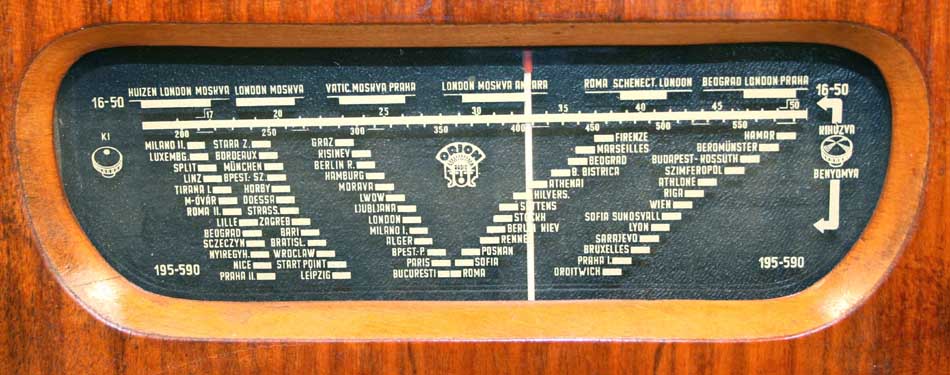 HUIZEN LONDON MOSKVA
LONDON MOSKVA
VATIC. MOSKVA PRAHA
LONDON MOSKVA ANKARA
ROMA SCHENECT. LONDON
BEOGRAD LONDON PRAHA
16-50
16-50
17 20 25 30 35 40 45 50
200 250 300 350 400 450 500 550
KI
KIHÚZVA
BENYOMVA
MILANO II.
LUXEMBG.
SPLIT
LINZ
TIRANA I.
M-ÓVÁR
ROMA II.
LILLE
BEOGRAD
SCZECZYN
NYIREGYH.
NICE
PRAHA II.
STARA Z.
BORDEAUX
MÜNCHEN
BPEST. SZ.
HORBY
ODESSA
STRASS.
ZAGREB
BARI
BRATISL.
WROCLAW
START POINT
LEIPZIG
GRAZ
KISINEV
BERLIN R.
HAMBURG
MORAVA
LWOW
LJUBLJANA
LONDON
MILANO I.
ALGER
BPEST.P.
PARIS
BUCURESTI
ORION
RADIO
FIRENZE
MARSEILLES
BEOGRAD
B. BISTRICA
ATHENAI
HILVERS.
SOTTENS
STOCKH
BERLIN KIEV
RENNE
POSNAN
SOFIA
ROMA
HAMAR
BEROMÜNSTER
BUDAPEST-KOSSUTH
SZIMFEROPOL
ATHLONE
RIGA
WIEN
SOFIA SUNDSVALL
LYON
SARAJEVO
BRUXELLES
PRAHA I.
DROITWICH
195-590
195-590